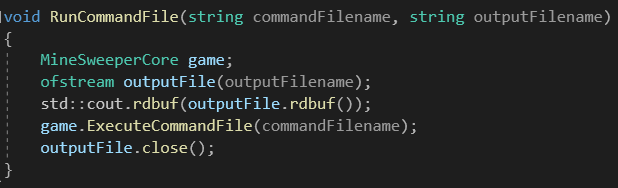 void RunCommandFile(string commandFilename, string outputFilename)
{
    MineSweeperCore game;
    ofstream outputFile(outputFilename);
    std::cout.rdbuf(outputFile.rdbuf());
    game.ExecuteCommandFile(commandFilename);
    outputFile.close();
}